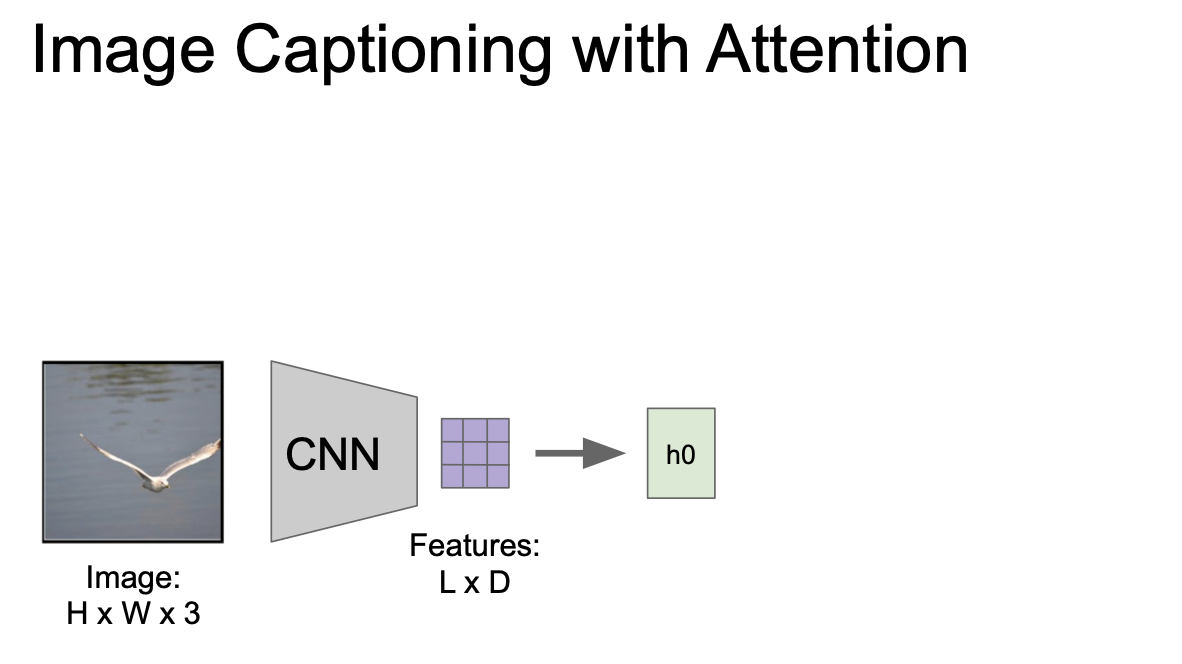 Image Captioning with Attention
CNN
h0
Features:
L x D
Image:
H x W x 3